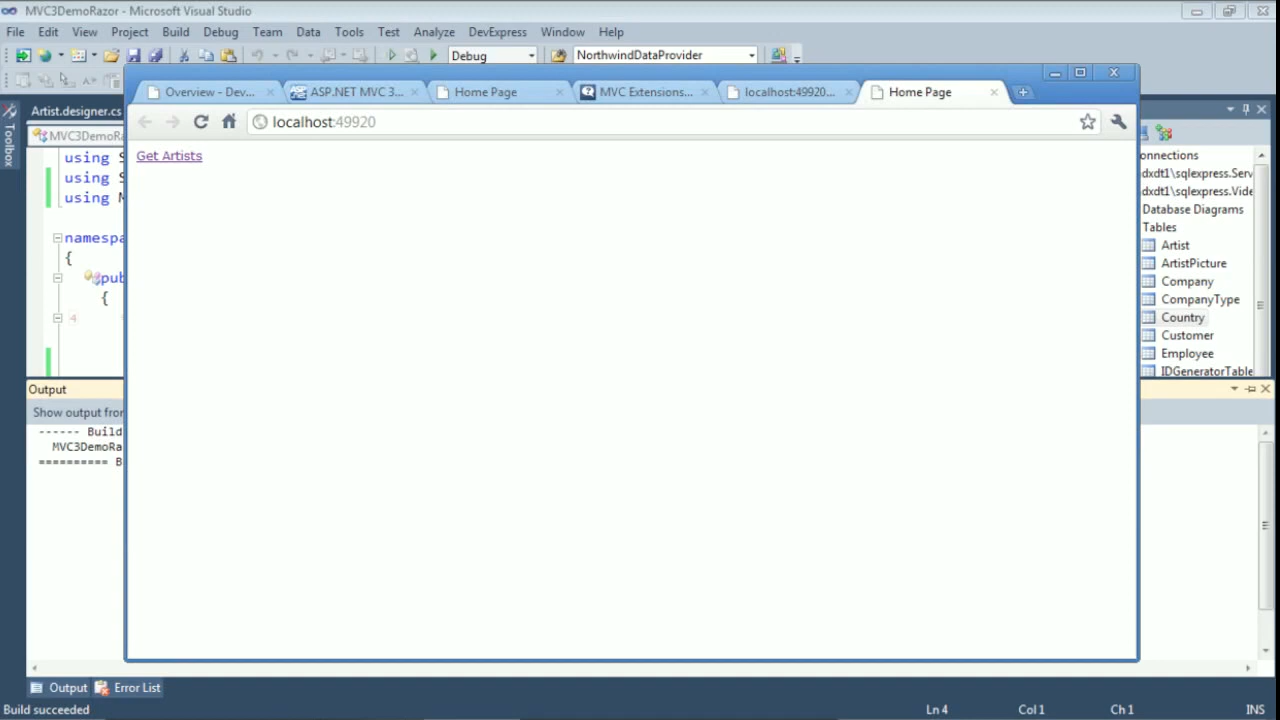 MVC3DemoRazor - Microsoft Visual Studio
File Edit View Project Build Debug Team Data Tools Test Analyze DevExpress Window Help
Debug NorthwindDataProvider
Overview - Dev... ASP.NET MVC 3... Home Page MVC Extensions... localhost:49920... Home Page
localhost:49920
Get Artists
Toolbox
Artist.designer.cs
MVC3DemoRa
using S
using S
using M
namespa
{
pub
{
4
onnections
dxdt1\sqlexpress.Serv
dxdt1\sqlexpress.Vide
Database Diagrams
Tables
Artist
ArtistPicture
Company
CompanyType
Country
Customer
Employee
IDGeneratorTable
Output
Show output from
------ Build
MVC3DemoRa
========== B
Output Error List
Build succeeded Ln 4 Col 1 Ch 1 INS